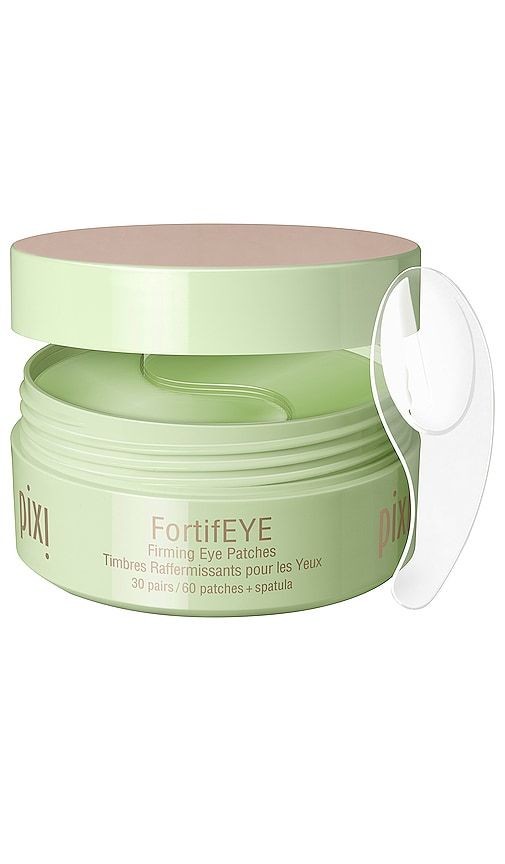 pixi
FortifEYE
Firming Eye Patches
Timbres Raffermissants pour les Yeux
30 pairs / 60 patches + spatula
pixi